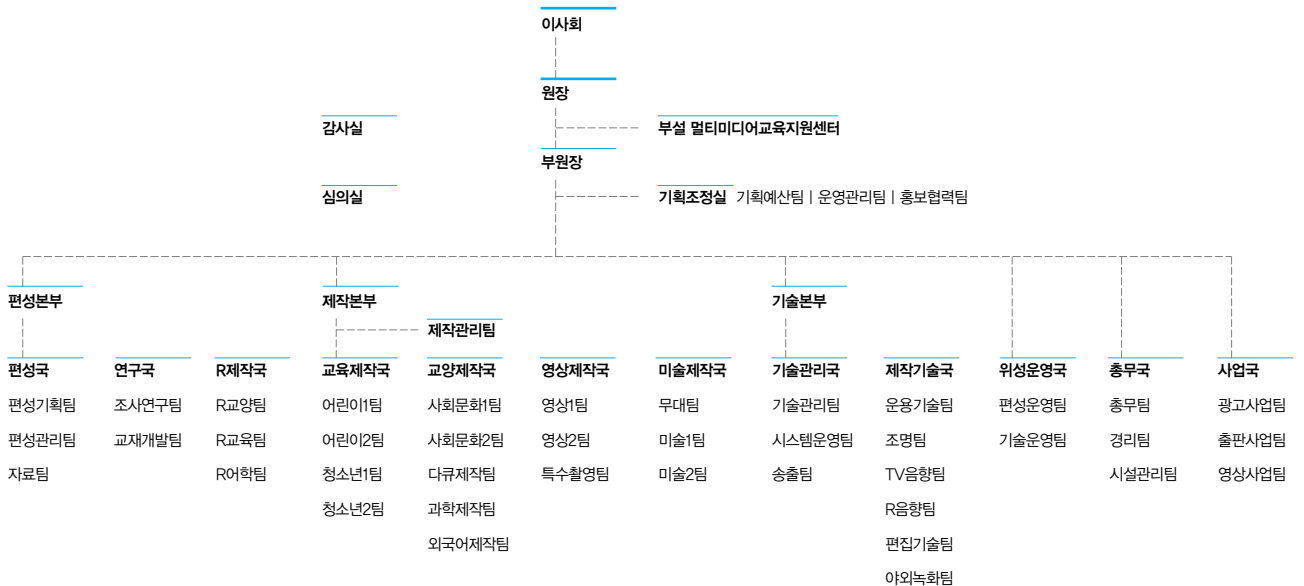 이사회
원장
감사실
부설 멀티미디어교육지원센터
부원장
심의실
기획조정실 기획예산팀 | 운영관리팀 | 홍보협력팀
편성본부
제작본부
기술본부
제작관리팀
편성국 연구국 R제작국 교육제작국 교양제작국 영상제작국 미술제작국 기술관리국 제작기술국 위성운영국 총무국 사업국
편성기획팀 조사연구팀 R교양팀 어린이1팀 사회문화1팀 영상1팀 무대팀 기술관리팀 운용기술팀 편성운영팀 총무팀 광고사업팀
편성관리팀 교재개발팀 R교육팀 어린이2팀 사회문화2팀 영상2팀 미술1팀 시스템운영팀 조명팀 기술운영팀 경리팀 출판사업팀
자료팀 R어학팀 청소년1팀 다큐제작팀 특수촬영팀 미술2팀 송출팀 TV음향팀 시설관리팀 영상사업팀
청소년2팀 과학제작팀 R음향팀
외국어제작팀 편집기술팀
야외녹화팀